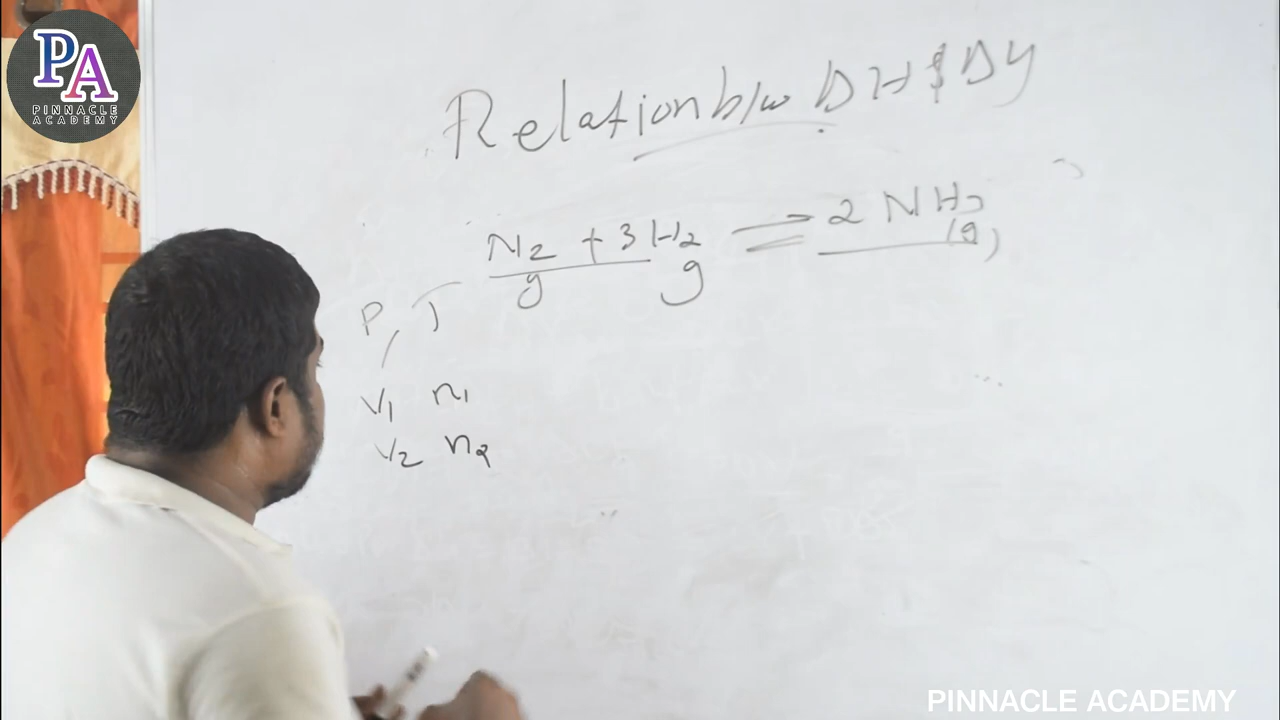 PA
PINNACLE
ACADEMY
Relation b/w ΔH & ΔU
N2 + 3H2 ⇌ 2NH3
g g (g)
P, T
V1 n1
V2 n2
PINNACLE ACADEMY